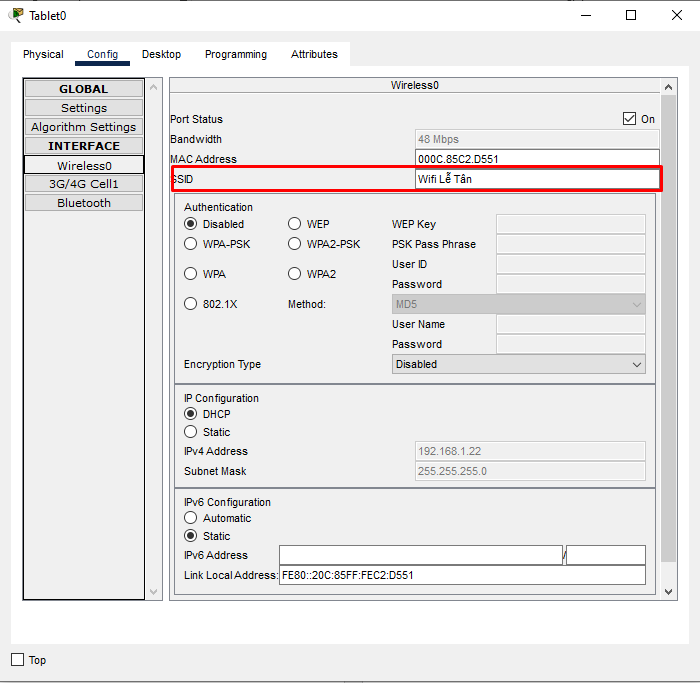 Tablet0
Physical Config Desktop Programming Attributes
GLOBAL
Settings
Algorithm Settings
INTERFACE
Wireless0
3G/4G Cell1
Bluetooth
Wireless0
Port Status On
Bandwidth 48 Mbps
MAC Address 000C.85C2.D551
SSID Wifi Lễ Tân
Authentication
Disabled WEP WEP Key
WPA-PSK WPA2-PSK PSK Pass Phrase
User ID
WPA WPA2
Password
802.1X Method: MD5
User Name
Password
Encryption Type Disabled
IP Configuration
DHCP
Static
IPv4 Address 192.168.1.22
Subnet Mask 255.255.255.0
IPv6 Configuration
Automatic
Static
IPv6 Address /
Link Local Address: FE80::20C:85FF:FEC2:D551
Top